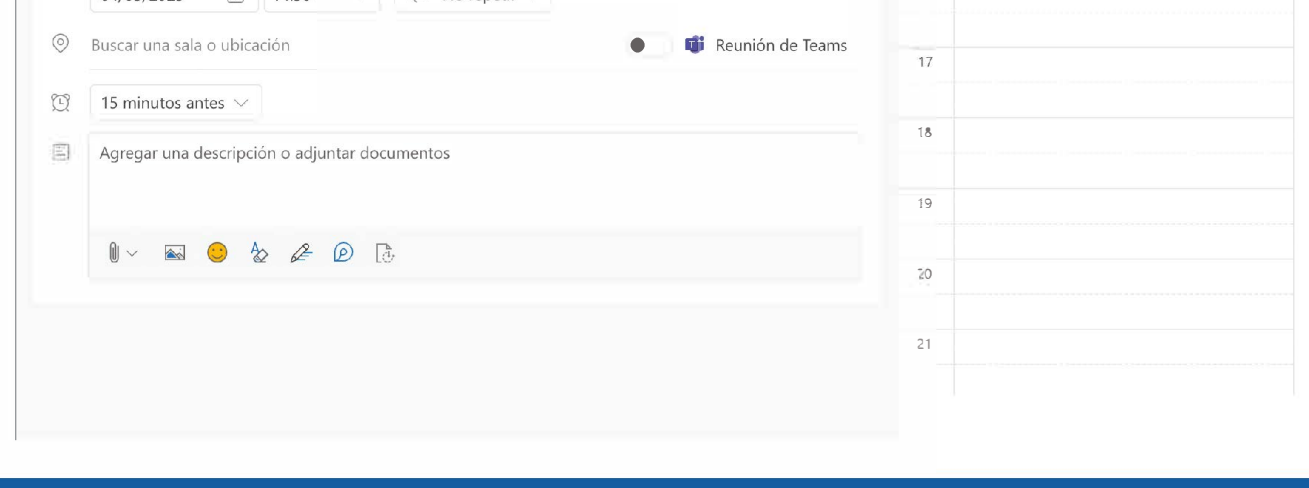 Buscar una sala o ubicación
Reunión de Teams
15 minutos antes
Agregar una descripción o adjuntar documentos
17
18
19
20
21